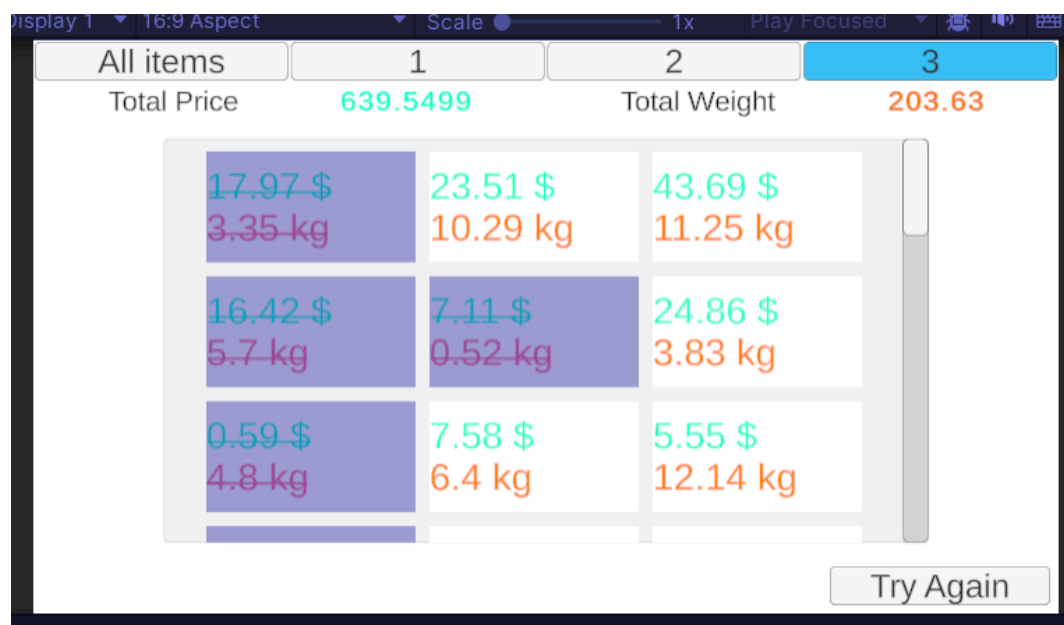 Display 1 16:9 Aspect Scale 1x Play Focused
All items 1 2 3
Total Price 639.5499 Total Weight 203.63
17.97 $ 23.51 $ 43.69 $
3.35 kg 10.29 kg 11.25 kg
16.42 $ 7.11 $ 24.86 $
5.7 kg 0.52 kg 3.83 kg
0.59 $ 7.58 $ 5.55 $
4.8 kg 6.4 kg 12.14 kg
Try Again